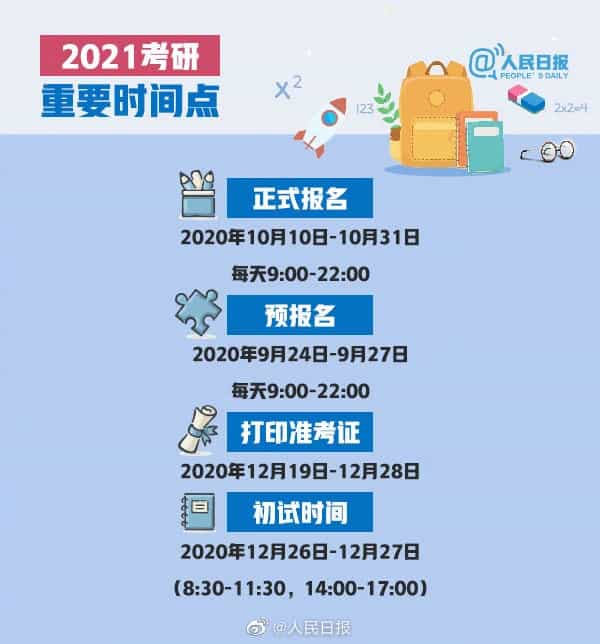 2021考研
重要时间点
@人民日报
PEOPLE'S DAILY
x²
123
2x2=4
正式报名
2020年10月10日-10月31日
每天9:00-22:00
预报名
2020年9月24日-9月27日
每天9:00-22:00
打印准考证
2020年12月19日-12月28日
初试时间
2020年12月26日-12月27日
（8:30-11:30，14:00-17:00）
@人民日报